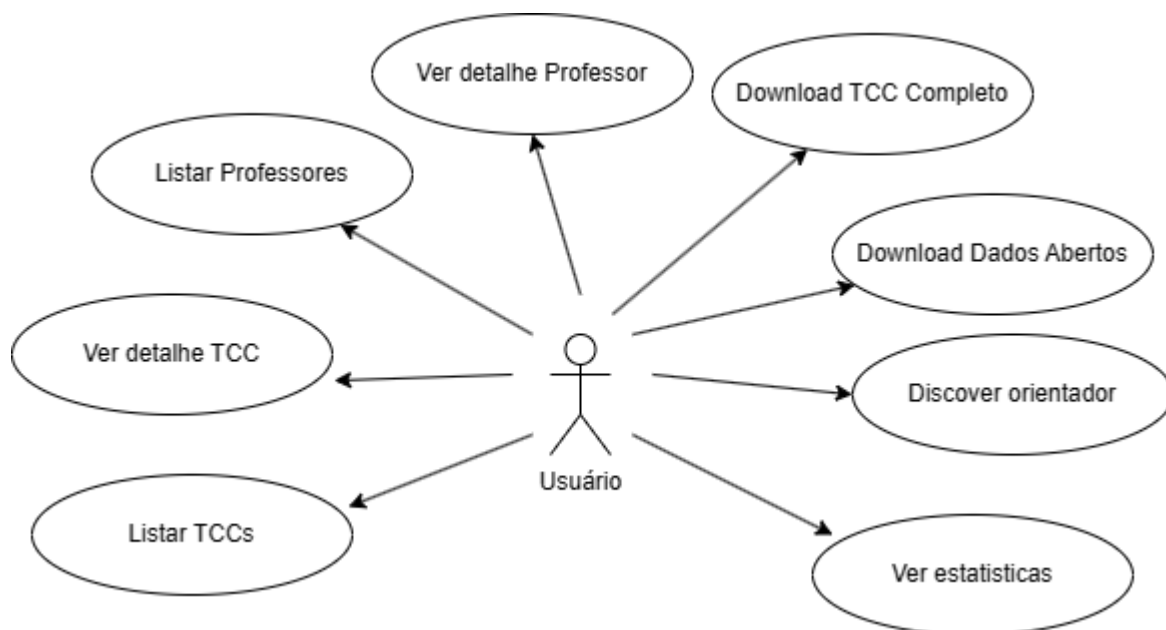 Ver detalhe Professor
Download TCC Completo
Listar Professores
Download Dados Abertos
Ver detalhe TCC
Discover orientador
Usuário
Listar TCCs
Ver estatisticas